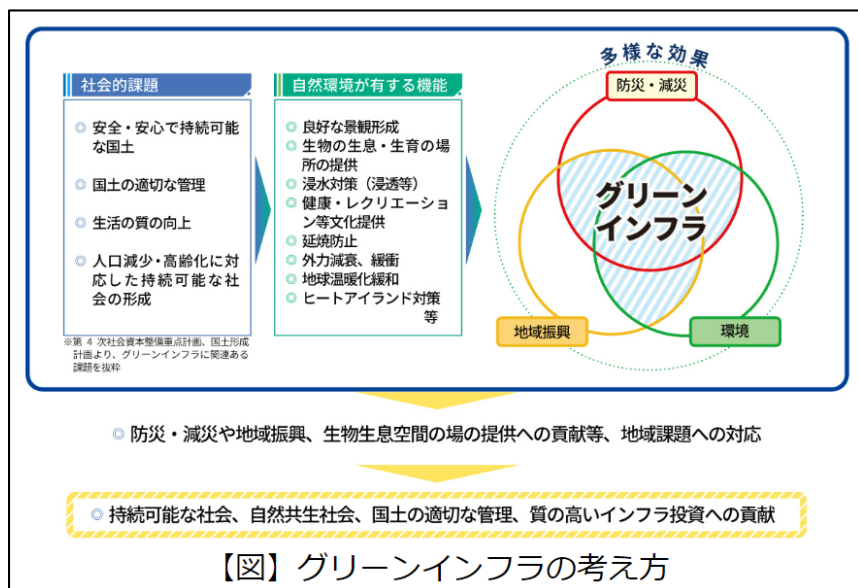 社会的課題
◎ 安全・安心で持続可能
な国土
◎ 国土の適切な管理
◎ 生活の質の向上
◎ 人口減少・高齢化に対
応した持続可能な社
会の形成
※第 4 次社会資本整備重点計画、国土形成
計画より、グリーンインフラに関連ある
課題を抜粋
自然環境が有する機能
◎ 良好な景観形成
◎ 生物の生息・生育の場
所の提供
◎ 浸水対策（浸透等）
◎ 健康・レクリエーショ
ン等文化提供
◎ 延焼防止
◎ 外力減衰、緩衝
◎ 地球温暖化緩和
◎ ヒートアイランド対策
等
多様な効果
防災・減災
グリーン
インフラ
地域振興
環境
◎ 防災・減災や地域振興、生物生息空間の場の提供への貢献等、地域課題への対応
◎ 持続可能な社会、自然共生社会、国土の適切な管理、質の高いインフラ投資への貢献
【図】グリーンインフラの考え方